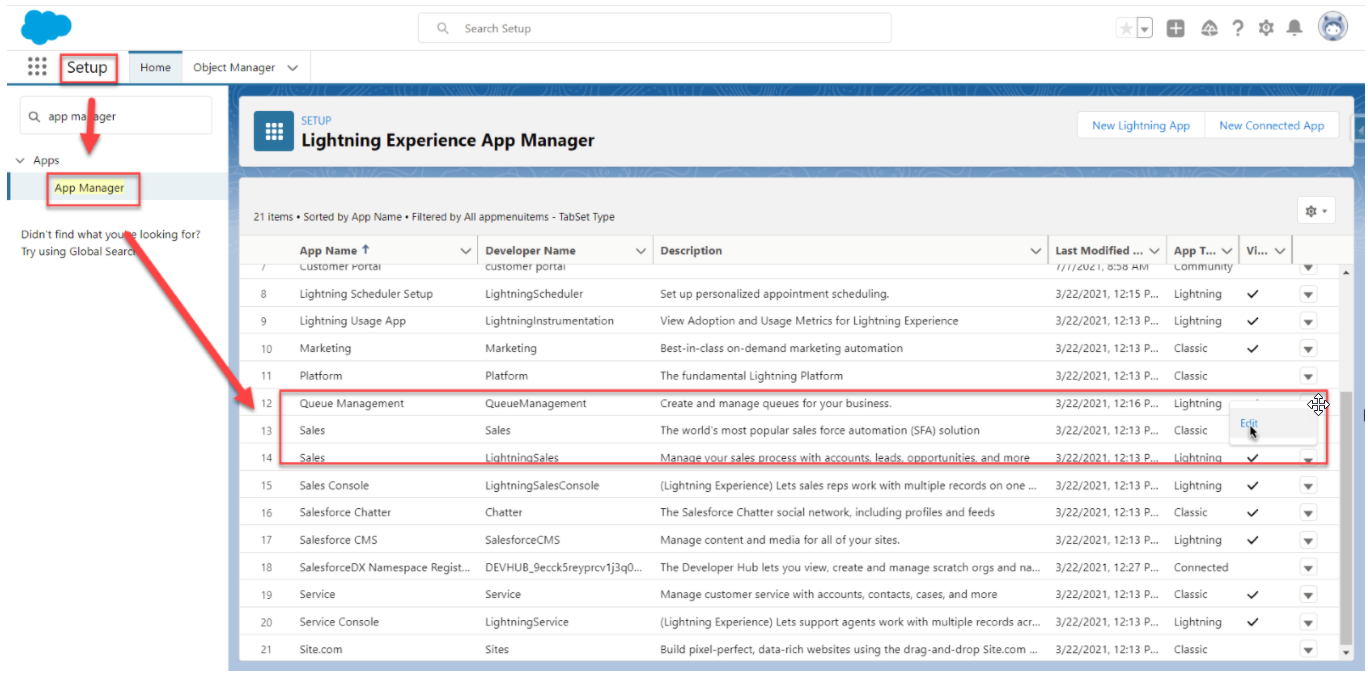 Search Setup
Setup Home Object Manager
app manager
Apps
App Manager
Didn't find what you're looking for?
Try using Global Search
SETUP
Lightning Experience App Manager
New Lightning App New Connected App
21 items • Sorted by App Name • Filtered by All appmenuitems - TabSet Type
App Name ↑ Developer Name Description Last Modified ... App T... Vi...
7 Customer Portal customer portal 7/7/2021, 8:58 AM Community
8 Lightning Scheduler Setup LightningScheduler Set up personalized appointment scheduling. 3/22/2021, 12:15 P... Lightning
9 Lightning Usage App LightningInstrumentation View Adoption and Usage Metrics for Lightning Experience 3/22/2021, 12:13 P... Lightning
10 Marketing Marketing Best-in-class on-demand marketing automation 3/22/2021, 12:13 P... Classic
11 Platform Platform The fundamental Lightning Platform 3/22/2021, 12:13 P... Classic
12 Queue Management QueueManagement Create and manage queues for your business. 3/22/2021, 12:16 P... Lightning
Edit
13 Sales Sales The world's most popular sales force automation (SFA) solution 3/22/2021, 12:13 P... Classic
14 Sales LightningSales Manage your sales process with accounts, leads, opportunities, and more 3/22/2021, 12:13 P... Lightning
15 Sales Console LightningSalesConsole (Lightning Experience) Lets sales reps work with multiple records on one ... 3/22/2021, 12:13 P... Lightning
16 Salesforce Chatter Chatter The Salesforce Chatter social network, including profiles and feeds 3/22/2021, 12:13 P... Classic
17 Salesforce CMS SalesforceCMS Manage content and media for all of your sites. 3/22/2021, 12:13 P... Lightning
18 SalesforceDX Namespace Regist... DEVHUB_9ecck5reyprcv1j3q0... The Developer Hub lets you view, create and manage scratch orgs and na... 3/22/2021, 12:27 P... Connected
19 Service Service Manage customer service with accounts, contacts, cases, and more 3/22/2021, 12:13 P... Classic
20 Service Console LightningService (Lightning Experience) Lets support agents work with multiple records acr... 3/22/2021, 12:13 P... Lightning
21 Site.com Sites Build pixel-perfect, data-rich websites using the drag-and-drop Site.com ... 3/22/2021, 12:13 P... Classic